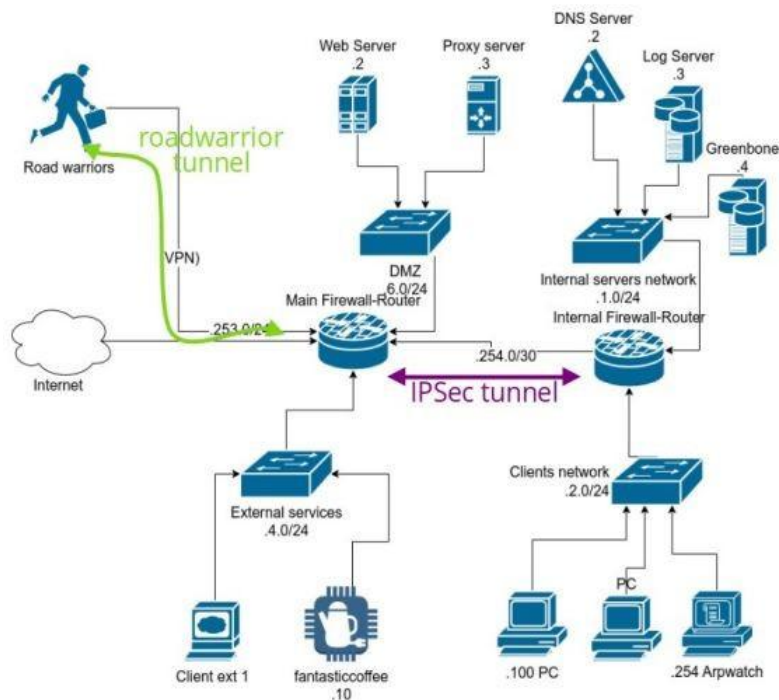 DNS Server
.2
Web Server
.2
Proxy server
.3
Log Server
.3
Greenbone
.4
roadwarrior
tunnel
Road warriors
VPN)
DMZ
6.0/24
Internal servers network
.1.0/24
Main Firewall-Router
Internal Firewall-Router
.253.0/24
.254.0/30
Internet
IPSec tunnel
Clients network
.2.0/24
External services
.4.0/24
PC
Client ext 1
fantasticcoffee
.10
.100 PC
.254 Arpwatch